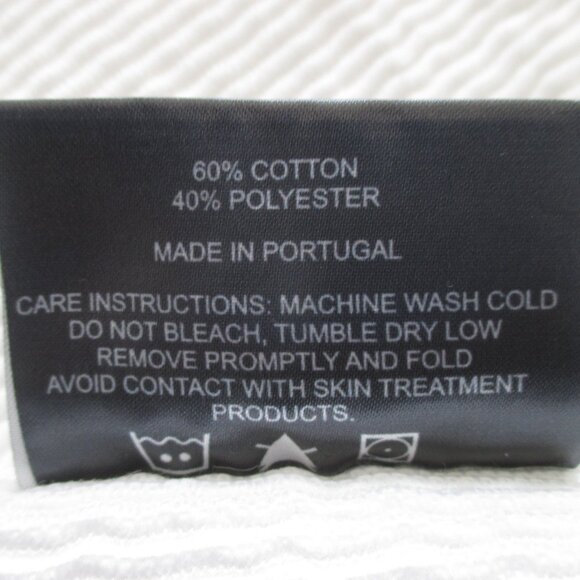 60% COTTON
40% POLYESTER
MADE IN PORTUGAL
CARE INSTRUCTIONS: MACHINE WASH COLD
DO NOT BLEACH, TUMBLE DRY LOW
REMOVE PROMPTLY AND FOLD
AVOID CONTACT WITH SKIN TREATMENT
PRODUCTS.